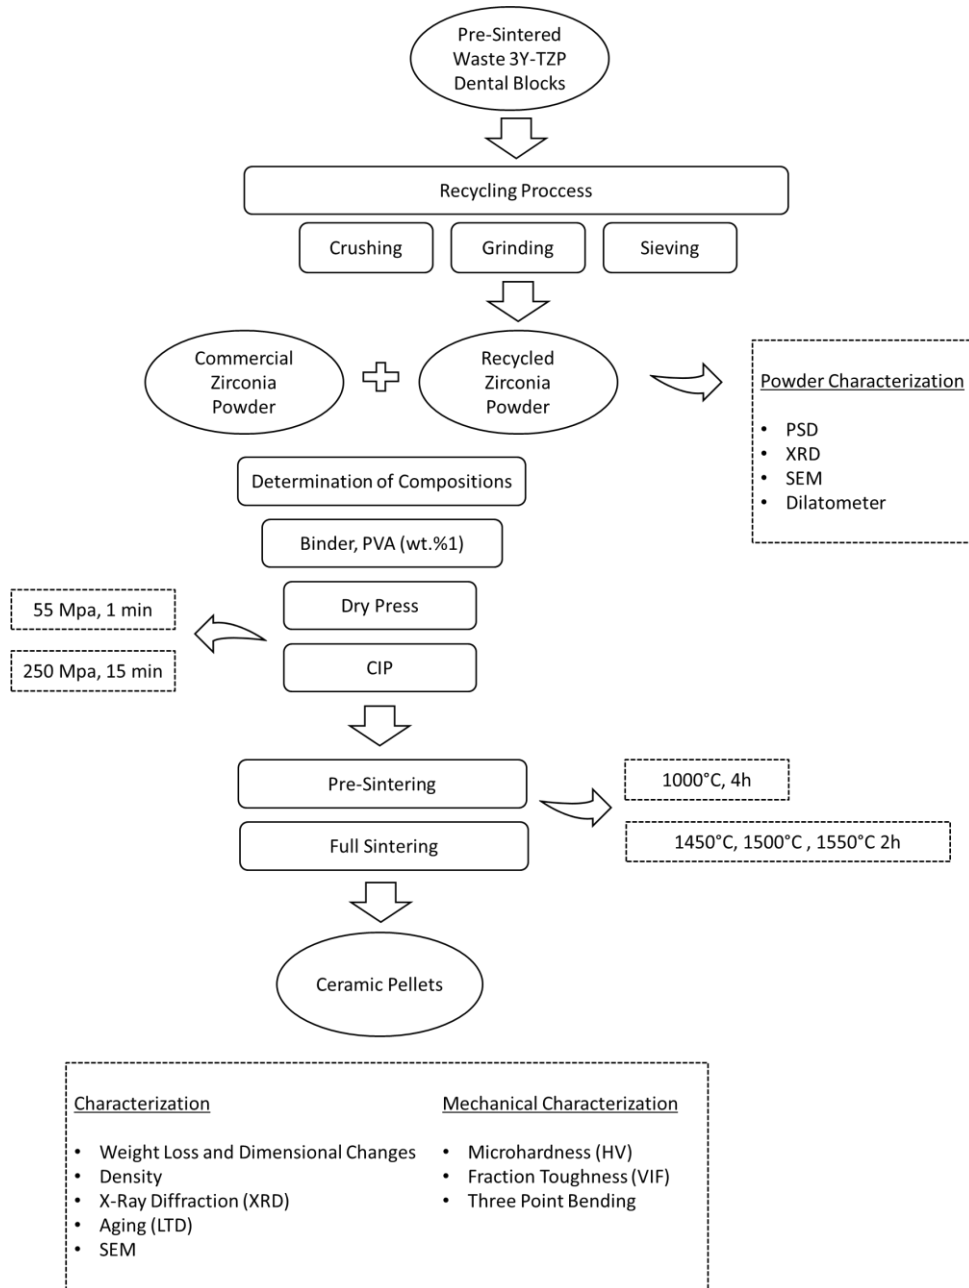 Pre-Sintered
Waste 3Y-TZP
Dental Blocks
Recycling Proccess
Crushing
Grinding
Sieving
Commercial
Zirconia
Powder
Recycled
Zirconia
Powder
Powder Characterization
• PSD
• XRD
• SEM
• Dilatometer
Determination of Compositions
Binder, PVA (wt.%1)
Dry Press
55 Mpa, 1 min
CIP
250 Mpa, 15 min
Pre-Sintering
1000°C, 4h
Full Sintering
1450°C, 1500°C , 1550°C 2h
Ceramic Pellets
Characterization
• Weight Loss and Dimensional Changes
• Density
• X-Ray Diffraction (XRD)
• Aging (LTD)
• SEM
Mechanical Characterization
• Microhardness (HV)
• Fraction Toughness (VIF)
• Three Point Bending